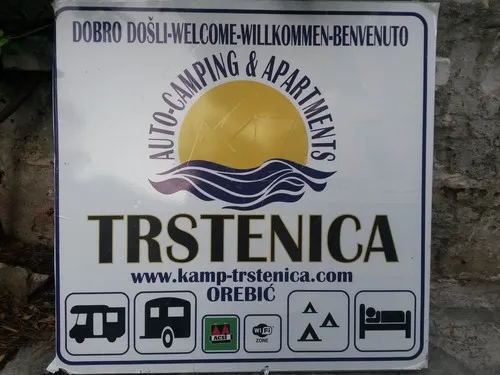 DOBRO DOŠLI-WELCOME-WILLKOMMEN-BENVENUTO
AUTO-CAMPING & APARTMENTS
TRSTENICA
www.kamp-trstenica.com
OREBIĆ
ACSI
WiFi
ZONE